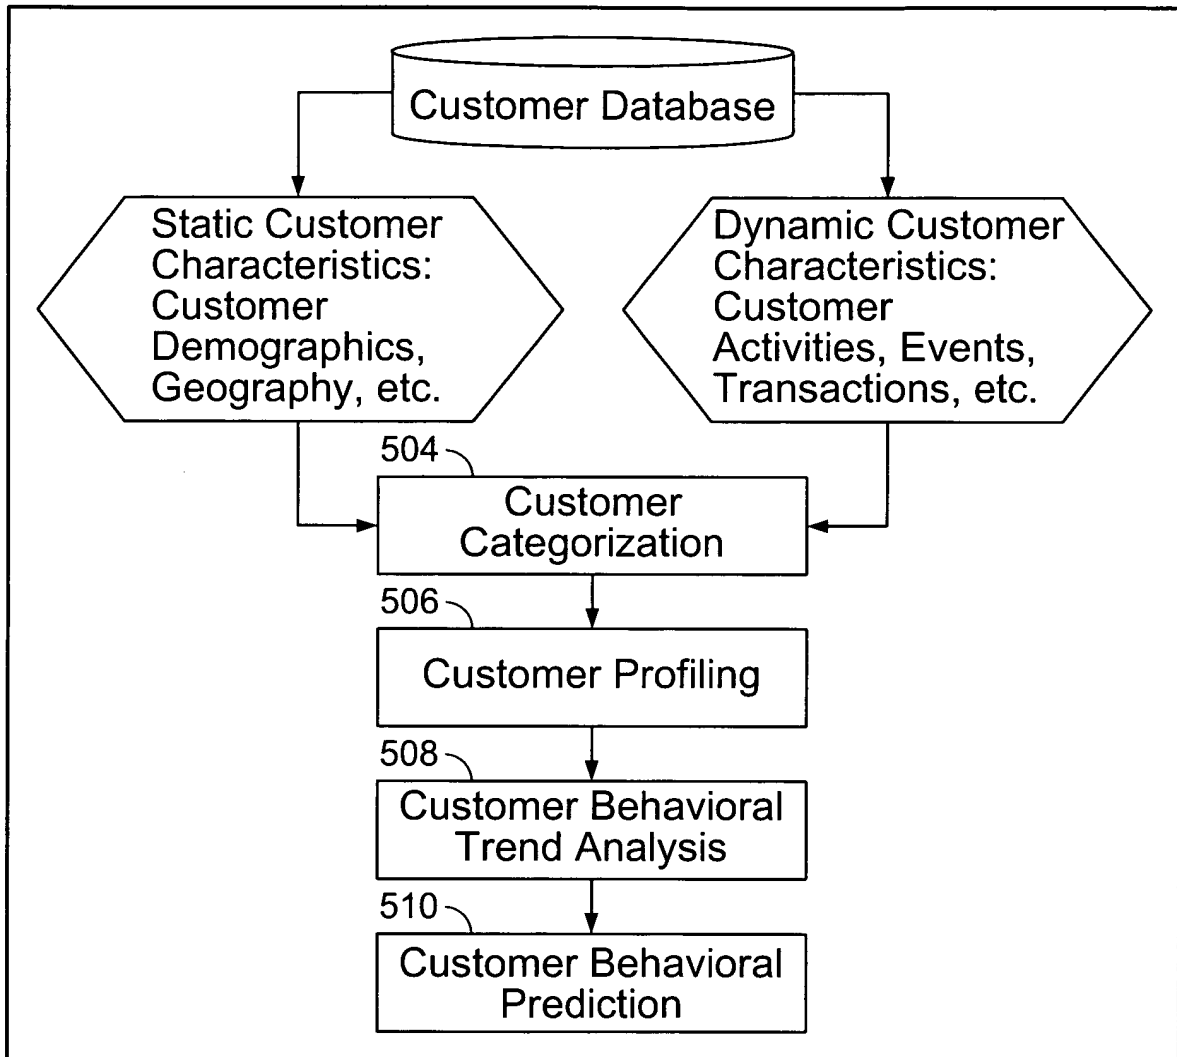 Customer Database
Static Customer
Characteristics:
Customer
Demographics,
Geography, etc.
Dynamic Customer
Characteristics:
Customer
Activities, Events,
Transactions, etc.
504
Customer
Categorization
506
Customer Profiling
508
Customer Behavioral
Trend Analysis
510
Customer Behavioral
Prediction